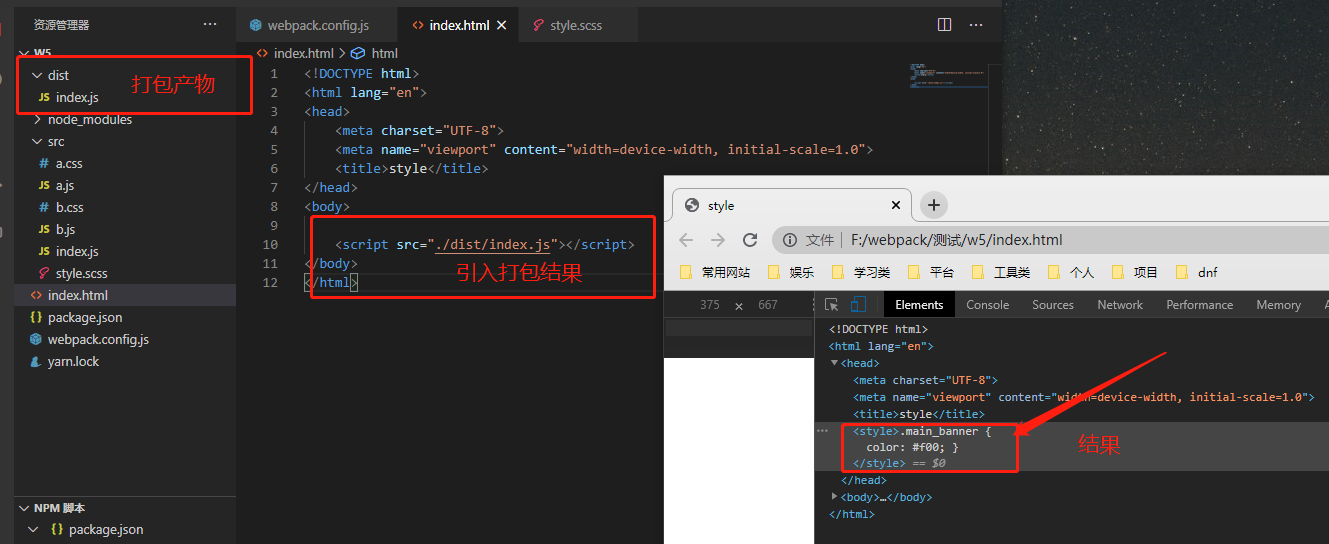 资源管理器 ···
W5
dist
JS index.js
打包产物
node_modules
src
# a.css
JS a.js
# b.css
JS b.js
JS index.js
style.scss
<> index.html
{} package.json
webpack.config.js
yarn.lock
NPM 脚本
{} package.json
webpack.config.js <> index.html × style.scss ···
<> index.html > html
1 <!DOCTYPE html>
2 <html lang="en">
3 <head>
4 <meta charset="UTF-8">
5 <meta name="viewport" content="width=device-width, initial-scale=1.0">
6 <title>style</title>
7 </head>
8 <body>
9
10 <script src="./dist/index.js"></script>
11 </body>
12 </html>
引入打包结果
style × +
文件 | F:/webpack/测试/w5/index.html
常用网站 娱乐 学习类 平台 工具类 个人 项目 dnf
375 × 667
Elements Console Sources Network Performance Memory
<!DOCTYPE html>
<html lang="en">
<head>
<meta charset="UTF-8">
<meta name="viewport" content="width=device-width, initial-scale=1.0">
<title>style</title>
··· <style>.main_banner {
color: #f00; }
</style> == $0
结果
</head>
<body>…</body>
</html>